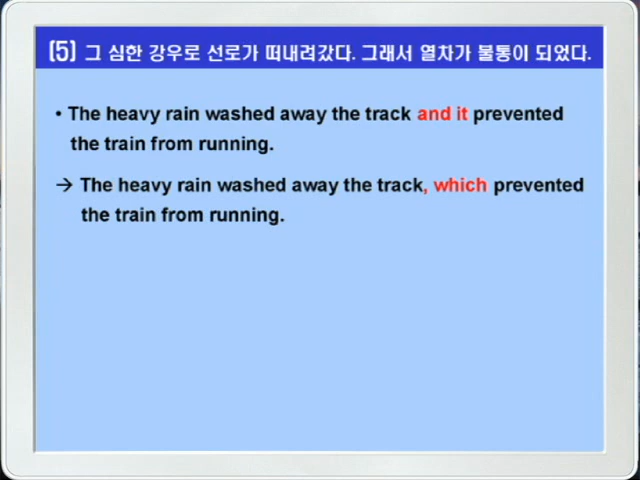 (5) 그 심한 강우로 선로가 떠내려갔다. 그래서 열차가 불통이 되었다.
• The heavy rain washed away the track and it prevented
the train from running.
→ The heavy rain washed away the track, which prevented
the train from running.